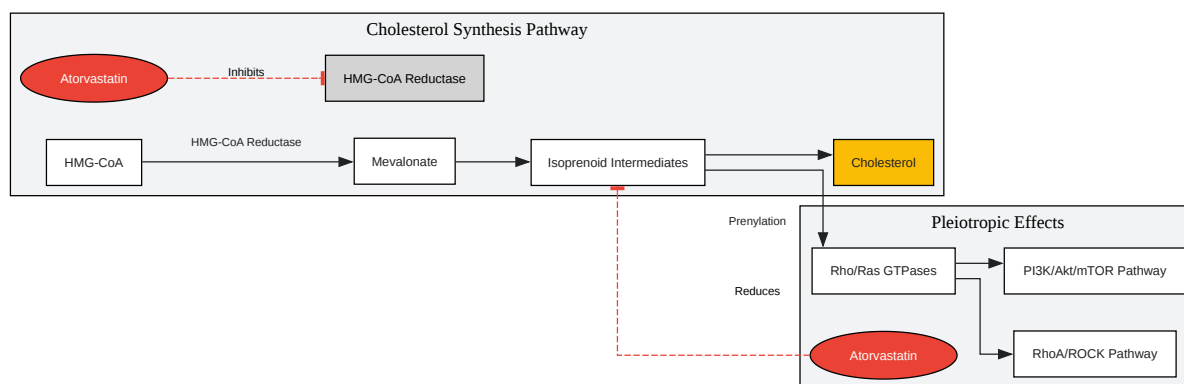 Cholesterol Synthesis Pathway
Atorvastatin
Inhibits
HMG-CoA Reductase
HMG-CoA
HMG-CoA Reductase
Mevalonate
Isoprenoid Intermediates
Cholesterol
Prenylation
Pleiotropic Effects
Rho/Ras GTPases
PI3K/Akt/mTOR Pathway
Reduces
Atorvastatin
RhoA/ROCK Pathway